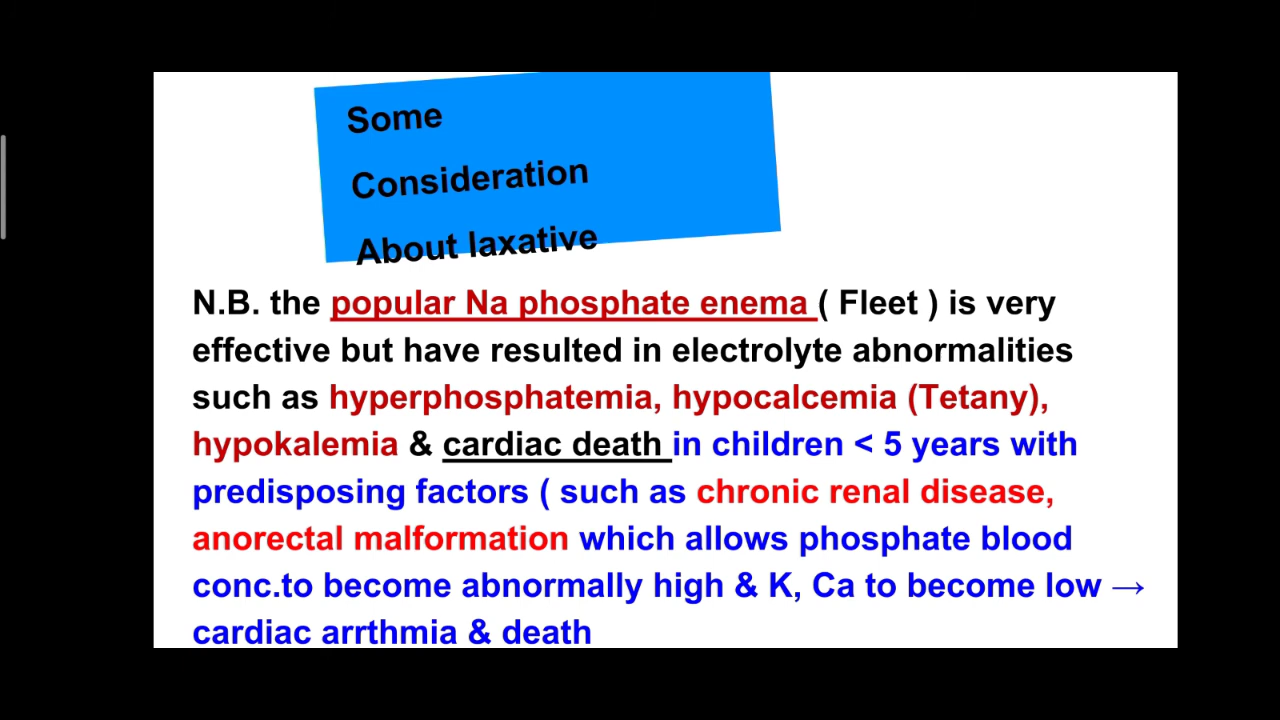 Some
Consideration
About laxative
N.B. the popular Na phosphate enema ( Fleet ) is very
effective but have resulted in electrolyte abnormalities
such as hyperphosphatemia, hypocalcemia (Tetany),
hypokalemia & cardiac death in children < 5 years with
predisposing factors ( such as chronic renal disease,
anorectal malformation which allows phosphate blood
conc.to become abnormally high & K, Ca to become low →
cardiac arrthmia & death